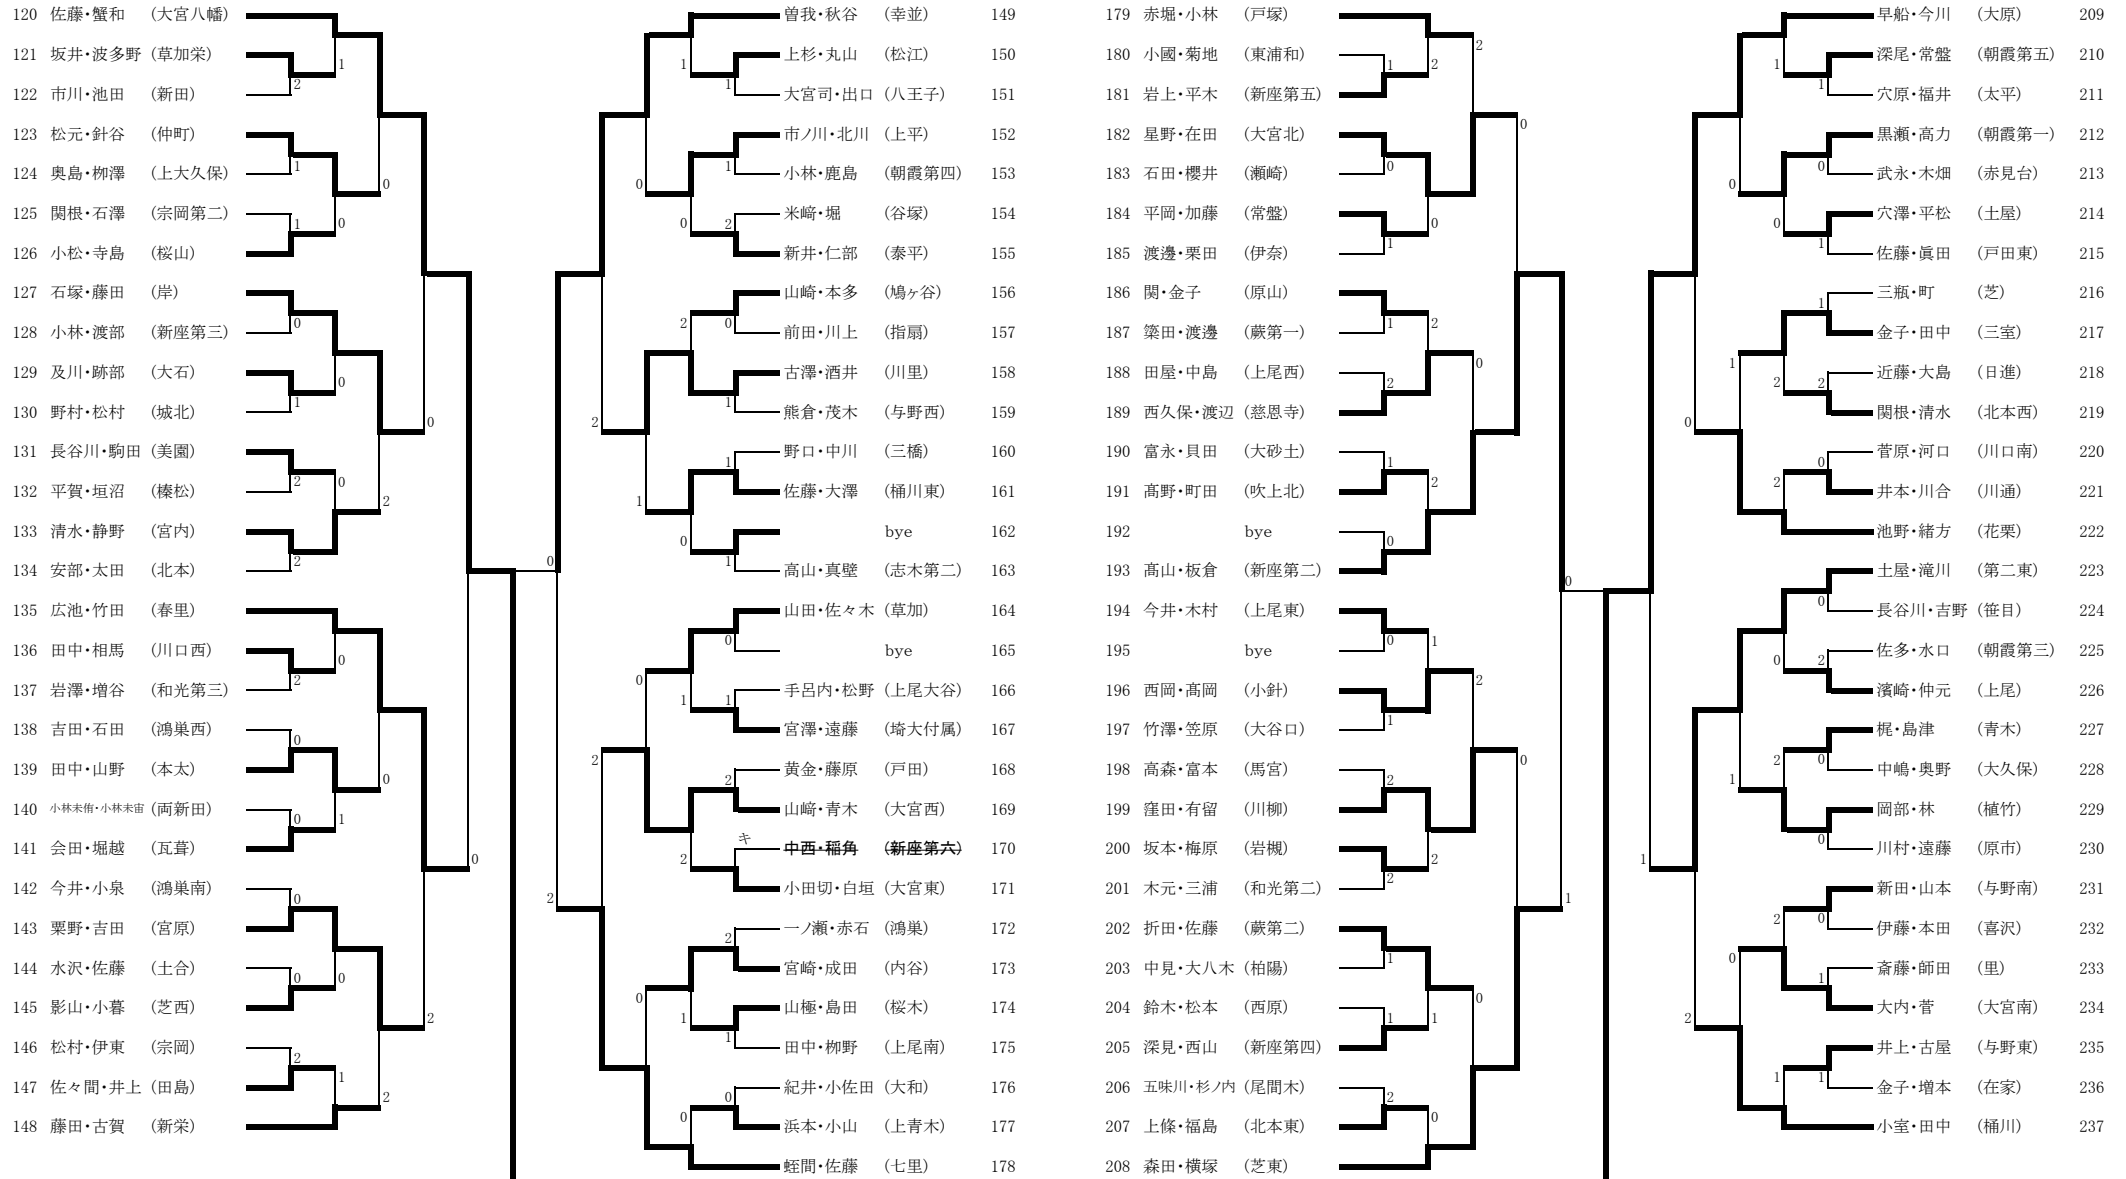 120 佐藤・蟹和 (大宮八幡)
121 坂井・波多野 (草加栄)
122 市川・池田 (新田)
123 松元・針谷 (仲町)
124 奥島・栁澤 (上大久保)
125 関根・石澤 (宗岡第二)
126 小松・寺島 (桜山)
127 石塚・藤田 (岸)
128 小林・渡部 (新座第三)
129 及川・跡部 (大石)
130 野村・松村 (城北)
131 長谷川・駒田 (美園)
132 平賀・垣沼 (榛松)
133 清水・静野 (宮内)
134 安部・太田 (北本)
135 広池・竹田 (春里)
136 田中・相馬 (川口西)
137 岩澤・増谷 (和光第三)
138 吉田・石田 (鴻巣西)
139 田中・山野 (本太)
140 小林未侑・小林未宙 (両新田)
141 会田・堀越 (瓦葺)
142 今井・小泉 (鴻巣南)
143 粟野・吉田 (宮原)
144 水沢・佐藤 (土合)
145 影山・小暮 (芝西)
146 松村・伊東 (宗岡)
147 佐々間・井上 (田島)
148 藤田・古賀 (新栄)
曽我・秋谷 (幸並) 149
上杉・丸山 (松江) 150
大宮司・出口 (八王子) 151
市ノ川・北川 (上平) 152
小林・鹿島 (朝霞第四) 153
米﨑・堀 (谷塚) 154
新井・仁部 (泰平) 155
山崎・本多 (鳩ヶ谷) 156
前田・川上 (指扇) 157
古澤・酒井 (川里) 158
熊倉・茂木 (与野西) 159
野口・中川 (三橋) 160
佐藤・大澤 (桶川東) 161
bye 162
高山・真壁 (志木第二) 163
山田・佐々木 (草加) 164
bye 165
手呂内・松野 (上尾大谷) 166
宮澤・遠藤 (埼大付属) 167
黄金・藤原 (戸田) 168
山﨑・青木 (大宮西) 169
キ
中西・稲角 (新座第六) 170
小田切・白垣 (大宮東) 171
一ノ瀬・赤石 (鴻巣) 172
宮崎・成田 (内谷) 173
山極・島田 (桜木) 174
田中・栁野 (上尾南) 175
紀井・小佐田 (大和) 176
浜本・小山 (上青木) 177
蛭間・佐藤 (七里) 178
179 赤堀・小林 (戸塚)
180 小國・菊地 (東浦和)
181 岩上・平木 (新座第五)
182 星野・在田 (大宮北)
183 石田・櫻井 (瀬崎)
184 平岡・加藤 (常盤)
185 渡邊・栗田 (伊奈)
186 関・金子 (原山)
187 簗田・渡邊 (蕨第一)
188 田屋・中島 (上尾西)
189 西久保・渡辺 (慈恩寺)
190 富永・貝田 (大砂土)
191 髙野・町田 (吹上北)
192 bye
193 髙山・板倉 (新座第二)
194 今井・木村 (上尾東)
195 bye
196 西岡・髙岡 (小針)
197 竹澤・笠原 (大谷口)
198 高森・富本 (馬宮)
199 窪田・有留 (川柳)
200 坂本・梅原 (岩槻)
201 木元・三浦 (和光第二)
202 折田・佐藤 (蕨第二)
203 中見・大八木 (柏陽)
204 鈴木・松本 (西原)
205 深見・西山 (新座第四)
206 五味川・杉ノ内 (尾間木)
207 上條・福島 (北本東)
208 森田・横塚 (芝東)
早船・今川 (大原) 209
深尾・常盤 (朝霞第五) 210
穴原・福井 (太平) 211
黒瀬・高力 (朝霞第一) 212
武永・木畑 (赤見台) 213
穴澤・平松 (土屋) 214
佐藤・眞田 (戸田東) 215
三瓶・町 (芝) 216
金子・田中 (三室) 217
近藤・大島 (日進) 218
関根・清水 (北本西) 219
菅原・河口 (川口南) 220
井本・川合 (川通) 221
池野・緒方 (花栗) 222
土屋・滝川 (第二東) 223
長谷川・吉野 (笹目) 224
佐多・水口 (朝霞第三) 225
濱崎・仲元 (上尾) 226
梶・島津 (青木) 227
中嶋・奥野 (大久保) 228
岡部・林 (植竹) 229
川村・遠藤 (原市) 230
新田・山本 (与野南) 231
伊藤・本田 (喜沢) 232
斎藤・師田 (里) 233
大内・菅 (大宮南) 234
井上・古屋 (与野東) 235
金子・増本 (在家) 236
小室・田中 (桶川) 237